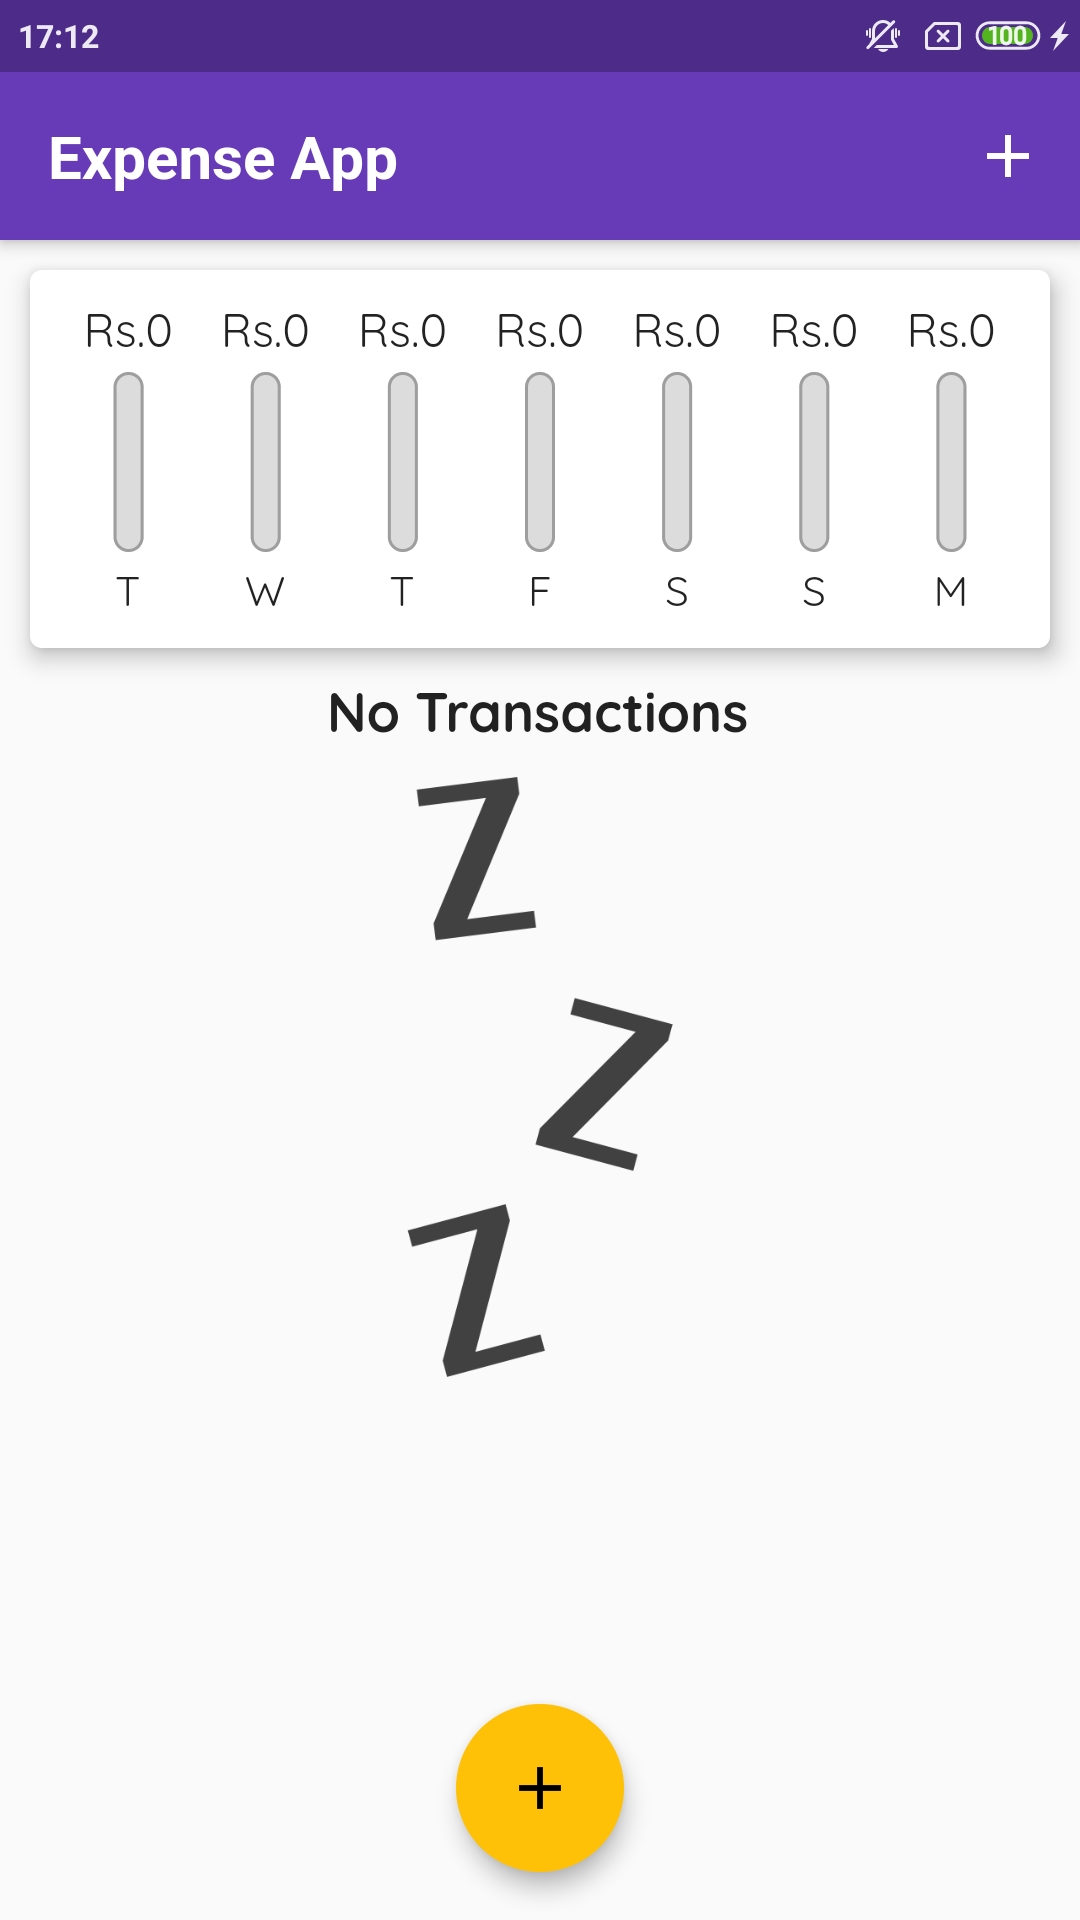 17:12 100
Expense App +
Rs.0 Rs.0 Rs.0 Rs.0 Rs.0 Rs.0 Rs.0
T W T F S S M
No Transactions
Z
Z
Z
+